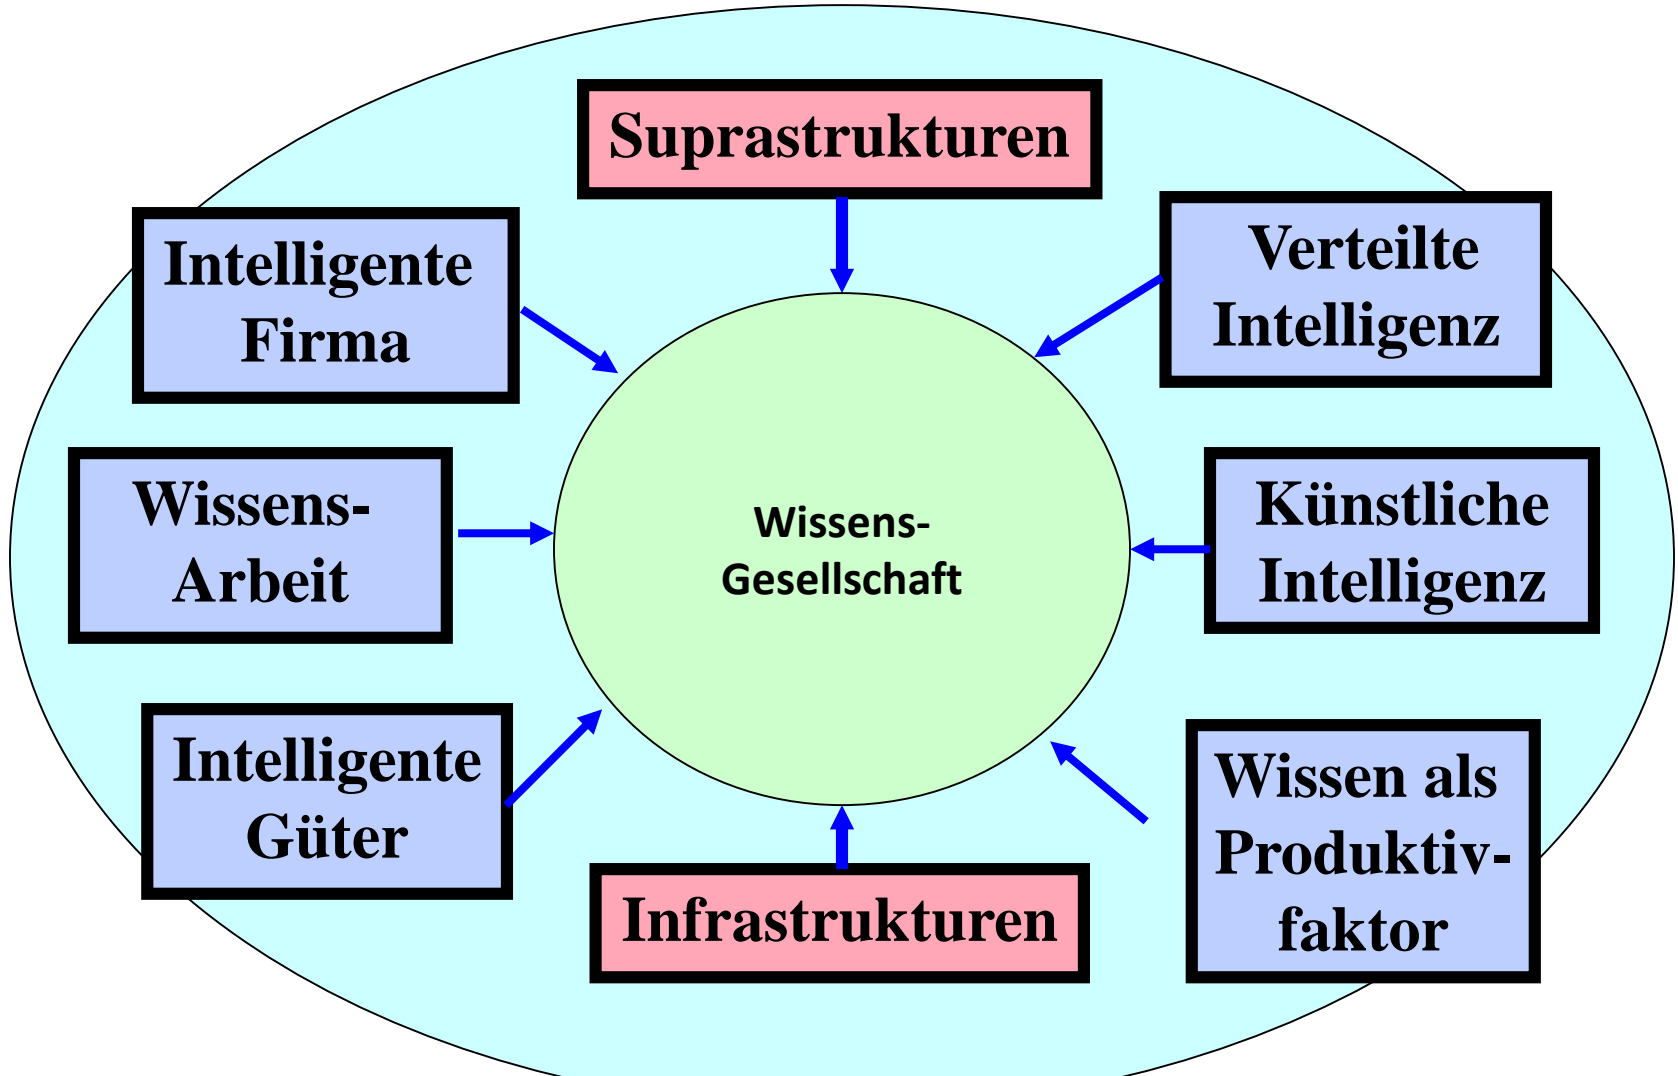 Suprastrukturen
Intelligente
Firma
Verteilte
Intelligenz
Wissens-
Arbeit
Wissens-
Gesellschaft
Künstliche
Intelligenz
Intelligente
Güter
Infrastrukturen
Wissen als
Produktiv-
faktor